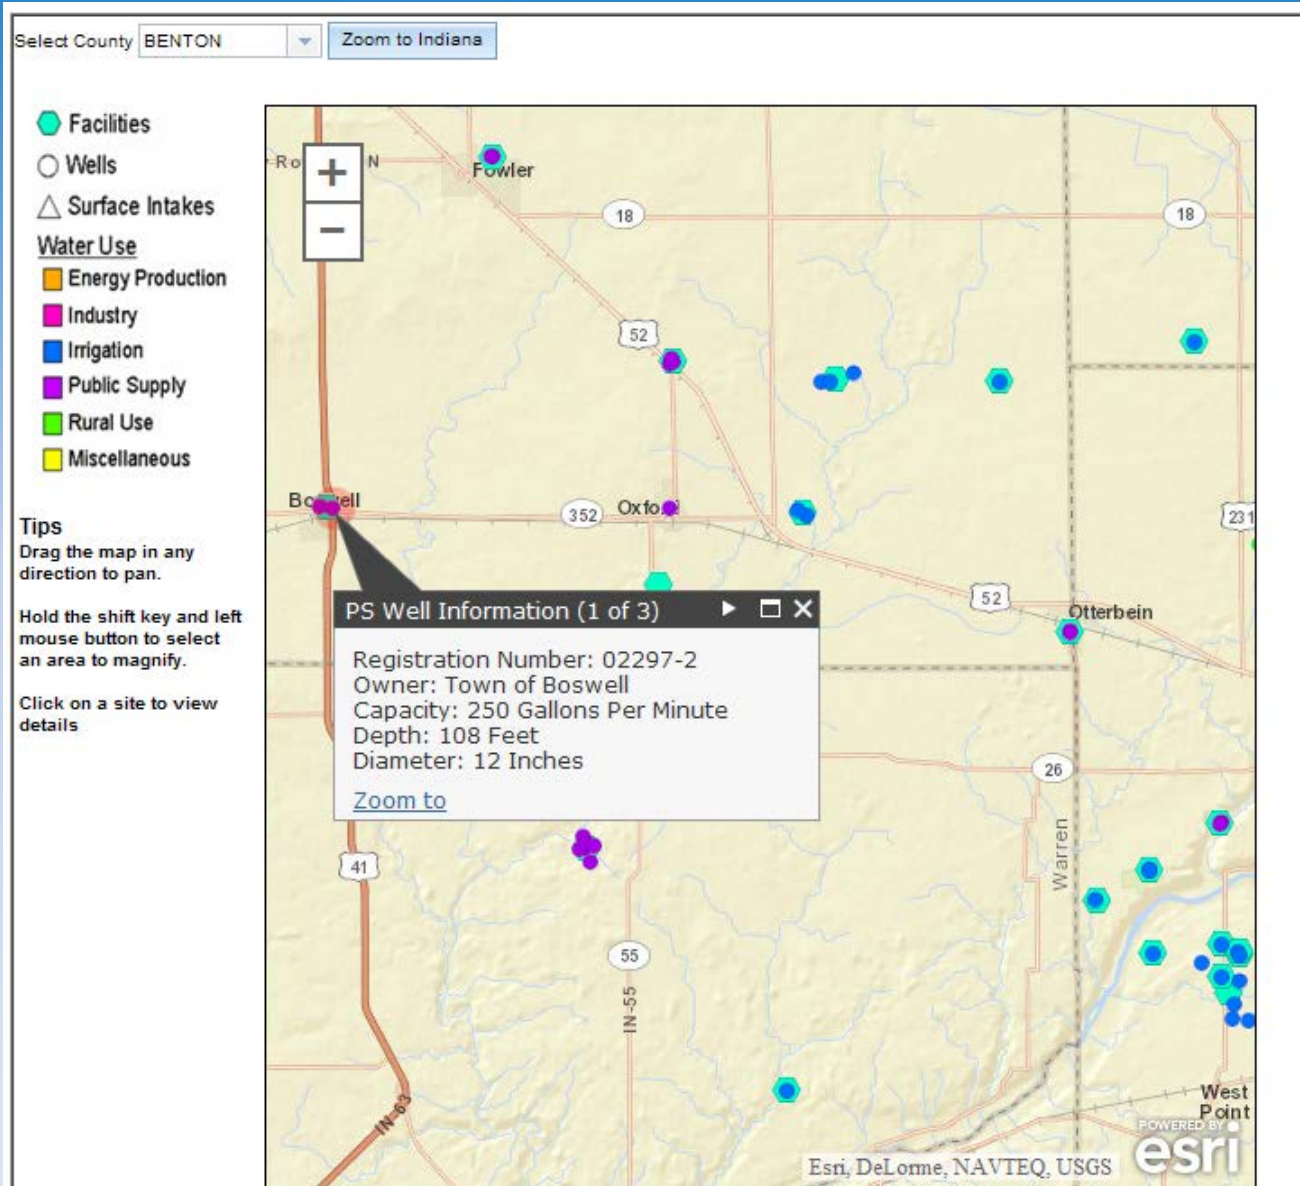 Select County BENTON Zoom to Indiana
Facilities
Wells
Surface Intakes
Water Use
Energy Production
Industry
Irrigation
Public Supply
Rural Use
Miscellaneous
Tips
Drag the map in any
direction to pan.
Hold the shift key and left
mouse button to select
an area to magnify.
Click on a site to view
details
+
−
N
Fowler
18
18
52
352
231
52
Otterbein
PS Well Information (1 of 3)
Registration Number: 02297-2
Owner: Town of Boswell
Capacity: 250 Gallons Per Minute
Depth: 108 Feet
Diameter: 12 Inches
Zoom to
26
Warren
41
55
IN-55
IN-63
West
Point
POWERED BY
esri
Esri, DeLorme, NAVTEQ, USGS